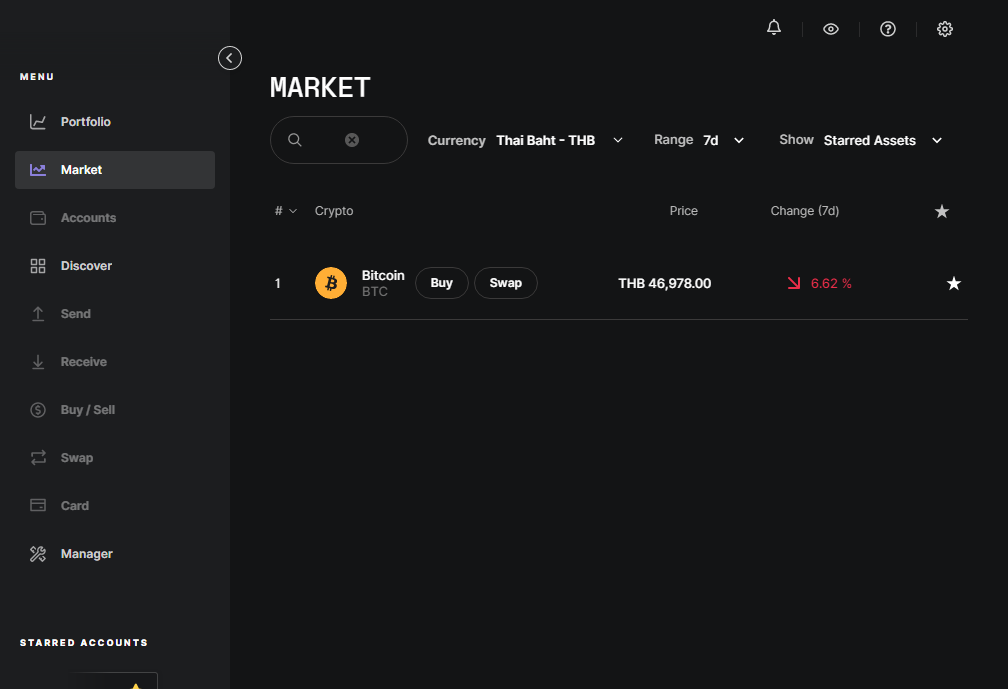 MENU
Portfolio
Market
Accounts
Discover
Send
Receive
Buy / Sell
Swap
Card
Manager
STARRED ACCOUNTS
MARKET
Currency Thai Baht - THB
Range 7d
Show Starred Assets
# Crypto Price Change (7d)
1 Bitcoin BTC Buy Swap THB 46,978.00 6.62 %